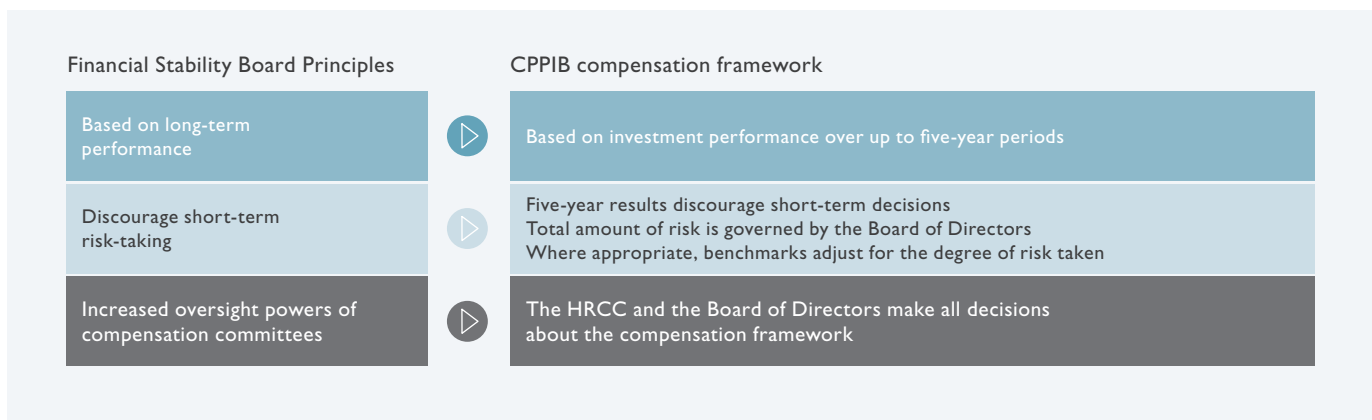 Financial Stability Board Principles
CPPIB compensation framework
Based on long-term
performance
Based on investment performance over up to five-year periods
Discourage short-term
risk-taking
Five-year results discourage short-term decisions
Total amount of risk is governed by the Board of Directors
Where appropriate, benchmarks adjust for the degree of risk taken
Increased oversight powers of
compensation committees
The HRCC and the Board of Directors make all decisions
about the compensation framework